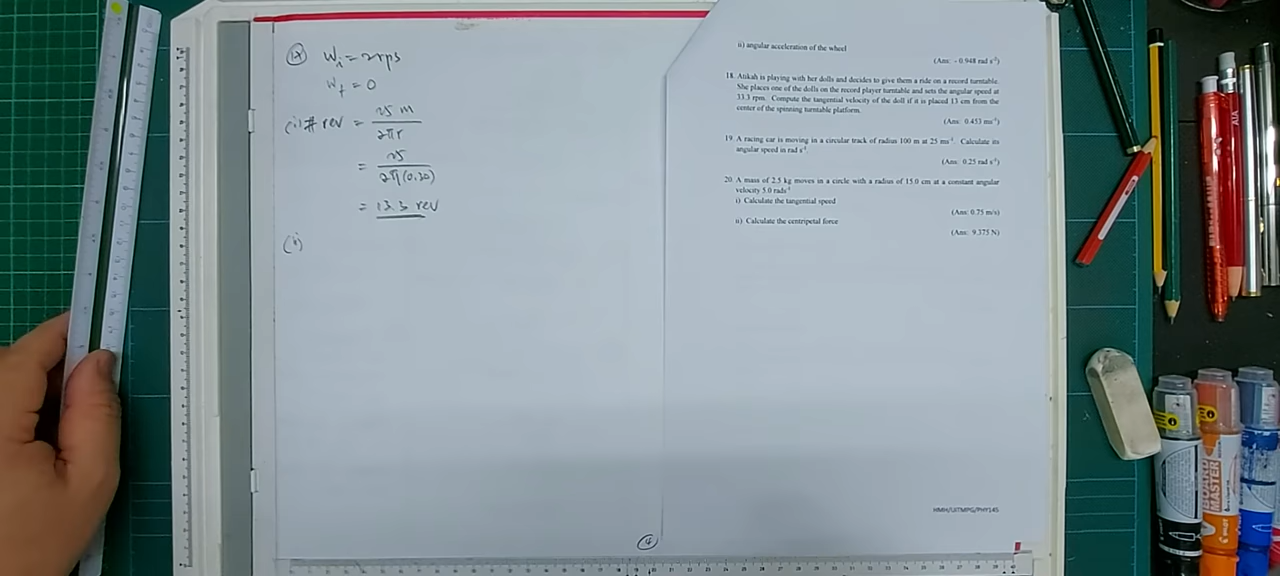 17 ωi = 2 rps
ωf = 0
(i) # rev = 25 m
2πr
= 25
2π(0.30)
= 13.3 rev
(ii)
ii) angular acceleration of the wheel
(Ans: - 0.948 rad s-2)
18. Atikah is playing with her dolls and decides to give them a ride on a record turntable.
She places one of the dolls on the record player turntable and sets the angular speed at
33.3 rpm. Compute the tangential velocity of the doll if it is placed 13 cm from the
center of the spinning turntable platform.
(Ans: 0.453 ms-1)
19. A racing car is moving in a circular track of radius 100 m at 25 ms-1. Calculate its
angular speed in rad s-1.
(Ans: 0.25 rad s-1)
20. A mass of 2.5 kg moves in a circle with a radius of 15.0 cm at a constant angular
velocity 5.0 rads-1
i) Calculate the tangential speed
(Ans: 0.75 m/s)
ii) Calculate the centripetal force
(Ans: 9.375 N)
HMH/UITMPG/PHY145
4
AIA
BOARD
MASTER